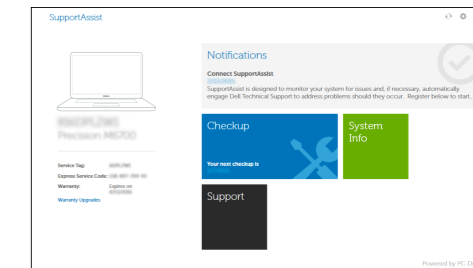 SupportAssist
Notifications
Connect SupportAssist
SupportAssist is designed to monitor your system for issues and, if necessary, automatically
engage Dell Technical Support to address problems should they occur. Register below to start...
Precision M6700
Checkup
System
Info
Your next checkup is
Service Tag:
Express Service Code:
Warranty: Expires on
Warranty Upgrades
Support
Powered by PC-D